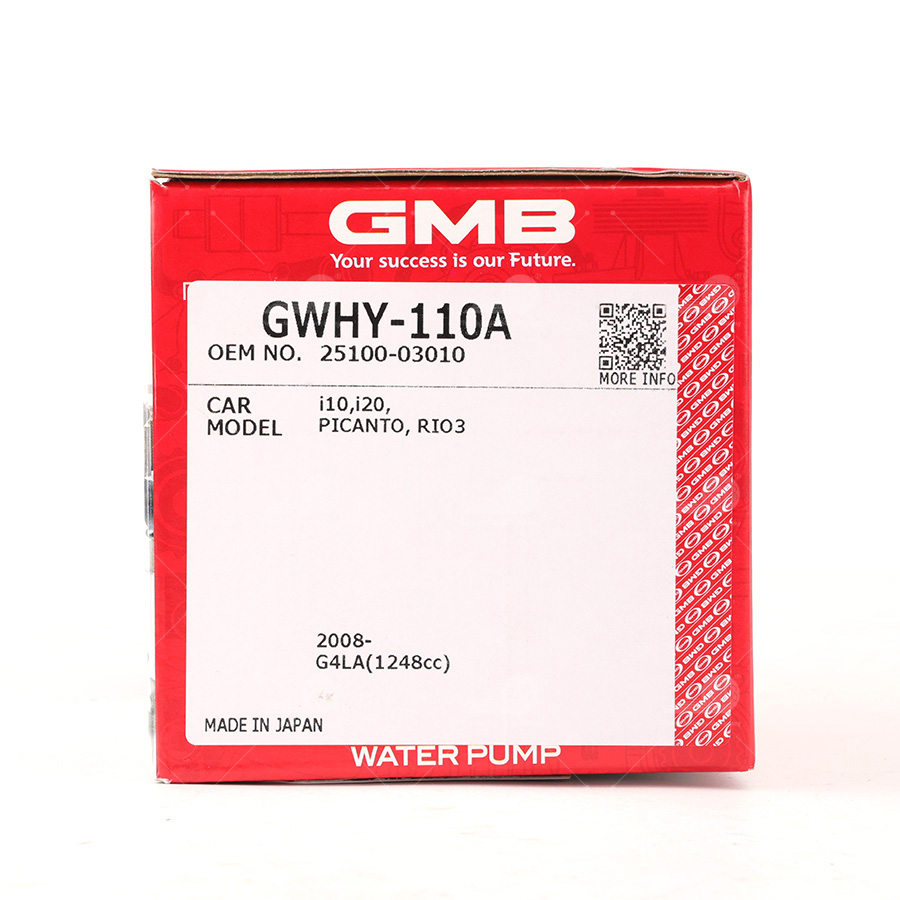 GMB
Your success is our Future.
GWHY-110A
OEM NO. 25100-03010
MORE INFO
CAR i10,i20,
MODEL PICANTO, RIO3
2008-
G4LA(1248cc)
MADE IN JAPAN
WATER PUMP